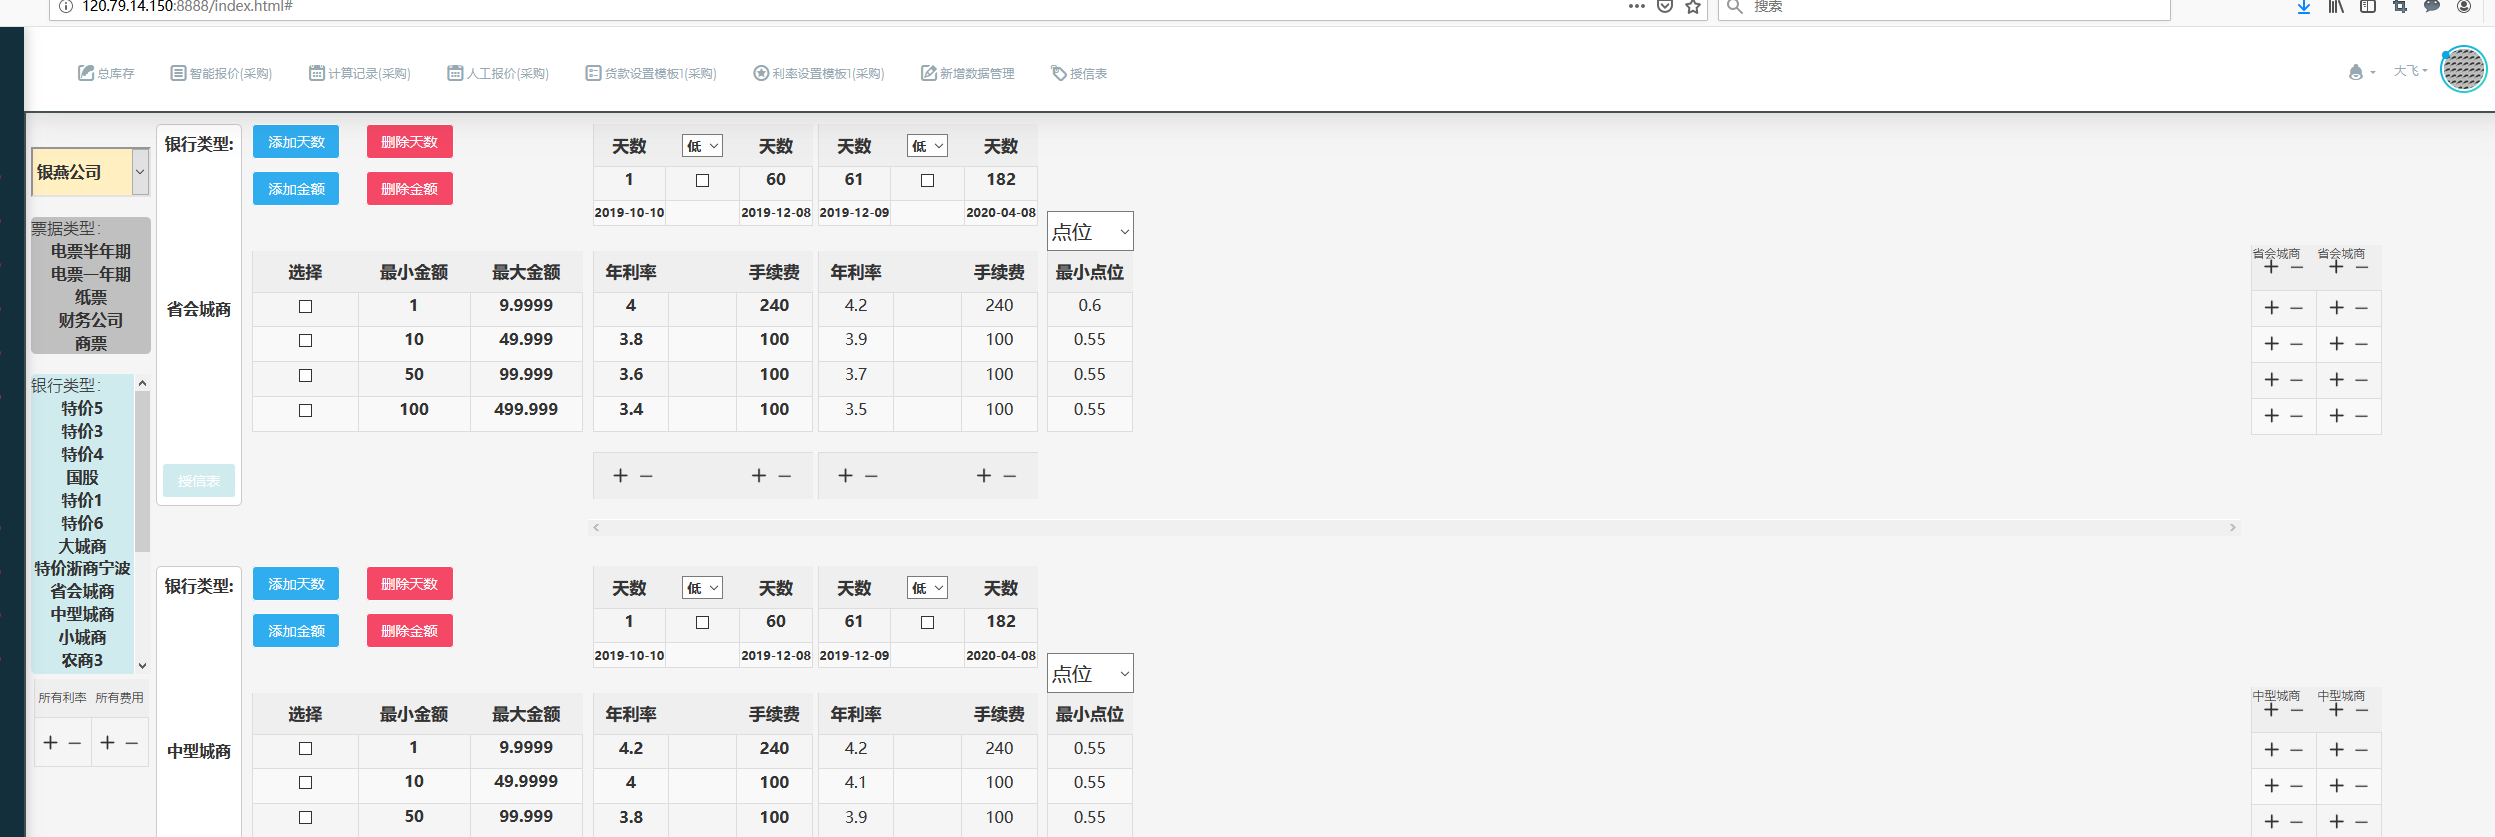 120.79.14.150:8888/index.html#
搜索
总库存 智能报价(采购) 计算记录(采购) 人工报价(采购) 货款设置模板1(采购) 利率设置模板1(采购) 新增数据管理 授信表 大飞
银燕公司
票据类型:
电票半年期
电票一年期
纸票
财务公司
商票
银行类型:
特价5
特价3
特价4
国股
特价1
特价6
大城商
特价浙商宁波
省会城商
中型城商
小城商
农商3
所有利率 所有费用
+ − + −
银行类型:
省会城商
授信表
添加天数 删除天数
添加金额 删除金额
天数 低 天数 天数 低 天数
1 60 61 182
2019-10-10 2019-12-08 2019-12-09 2020-04-08
点位
选择 最小金额 最大金额 年利率 手续费 年利率 手续费 最小点位
1 9.9999 4 240 4.2 240 0.6
10 49.999 3.8 100 3.9 100 0.55
50 99.999 3.6 100 3.7 100 0.55
100 499.999 3.4 100 3.5 100 0.55
+ − + − + − + −
省会城商 省会城商
+ − + −
+ − + −
+ − + −
+ − + −
+ − + −
银行类型:
中型城商
添加天数 删除天数
添加金额 删除金额
天数 低 天数 天数 低 天数
1 60 61 182
2019-10-10 2019-12-08 2019-12-09 2020-04-08
点位
选择 最小金额 最大金额 年利率 手续费 年利率 手续费 最小点位
1 9.9999 4.2 240 4.2 240 0.55
10 49.9999 4 100 4.1 100 0.55
50 99.999 3.8 100 3.9 100 0.55
中型城商 中型城商
+ − + −
+ − + −
+ − + −
+ − + −